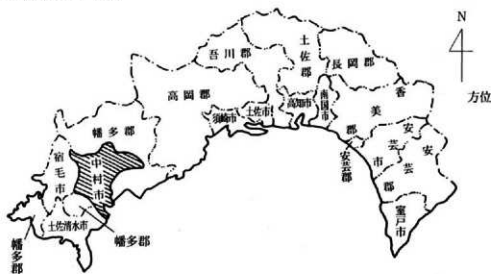 N
方位
吾川郡
土佐郡
長岡郡
高岡郡
須崎市
土佐市
高知市
南国市
香美郡
安芸市
安芸郡
安芸郡
室戸市
幡多郡
宿毛市
中村市
土佐清水市
幡多郡
幡多郡